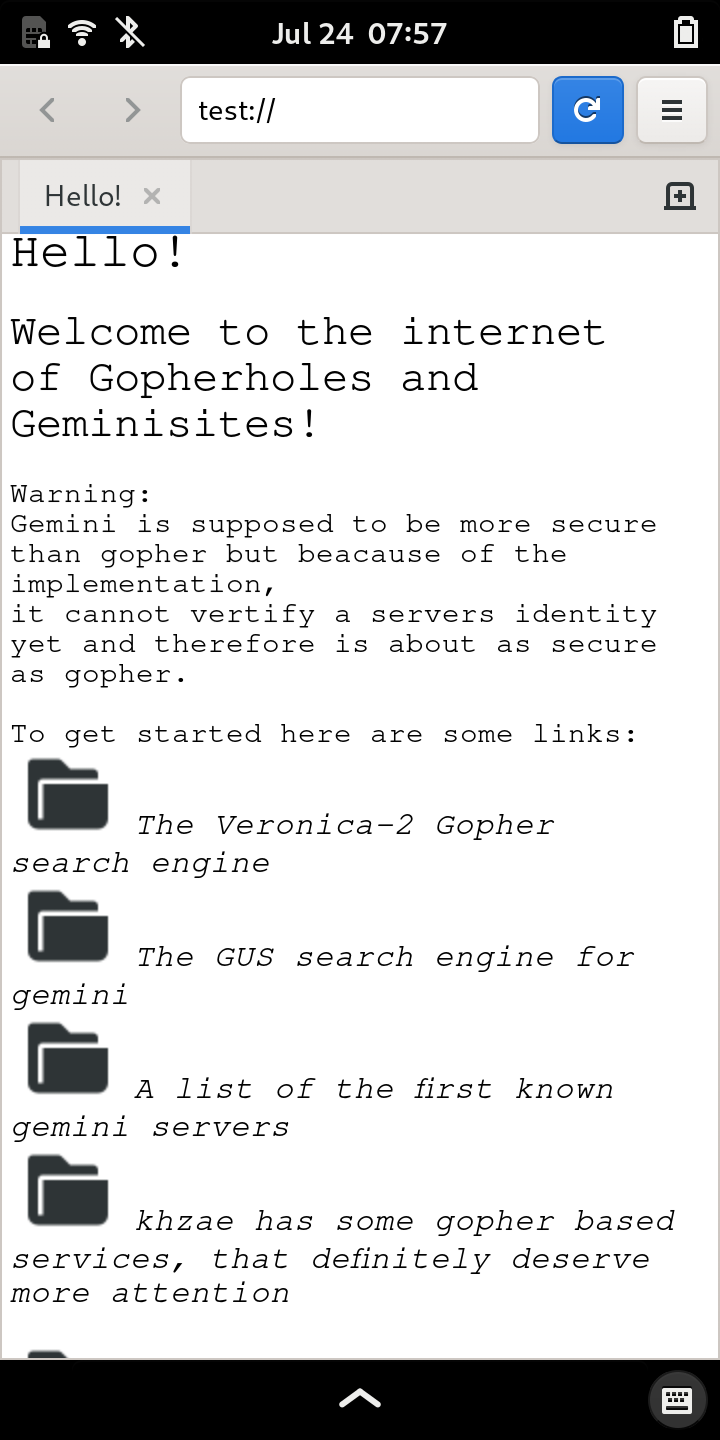 Jul 24 07:57
test://
Hello!
Hello!
Welcome to the internet
of Gopherholes and
Geminisites!
Warning:
Gemini is supposed to be more secure
than gopher but beacause of the
implementation,
it cannot vertify a servers identity
yet and therefore is about as secure
as gopher.
To get started here are some links:
The Veronica-2 Gopher
search engine
The GUS search engine for
gemini
A list of the first known
gemini servers
khzae has some gopher based
services, that definitely deserve
more attention